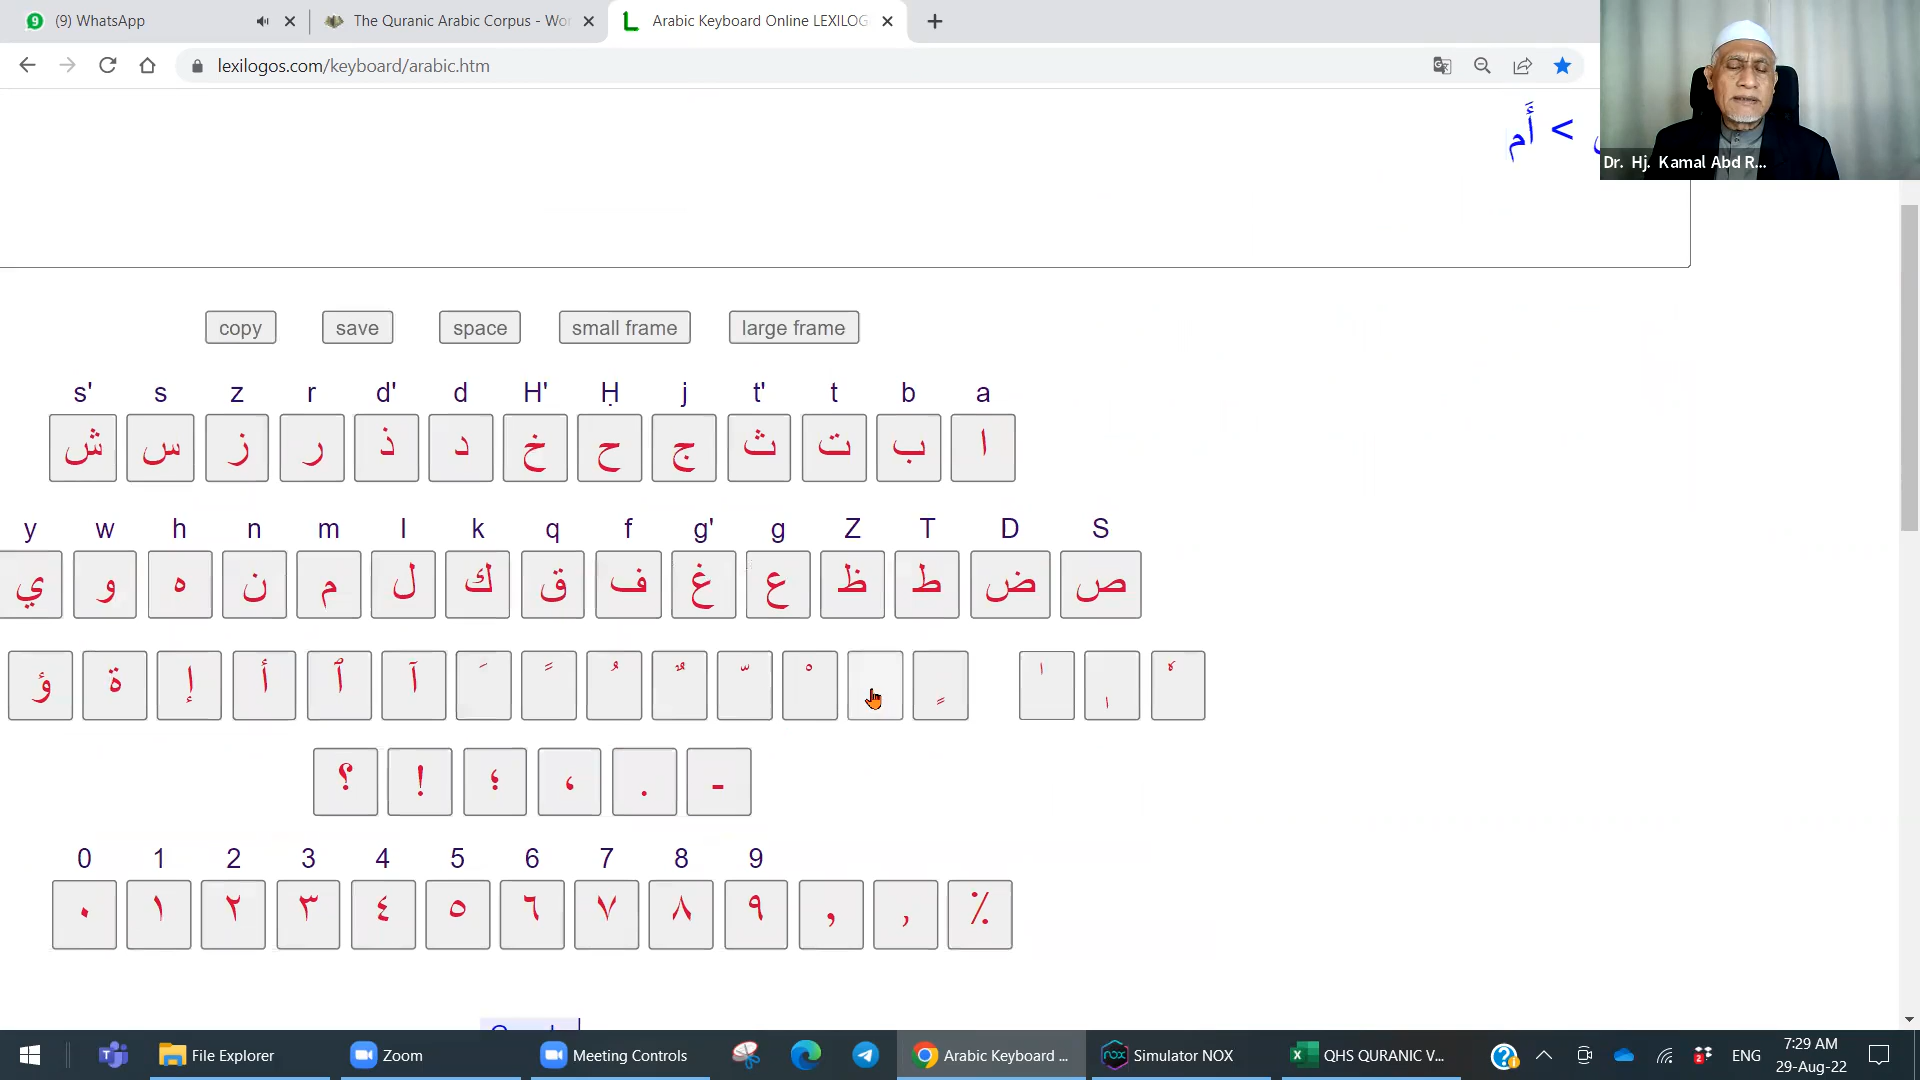 (9) WhatsApp
The Quranic Arabic Corpus - Wor
Arabic Keyboard Online LEXILOG
lexilogos.com/keyboard/arabic.htm
> أَم
Dr. Hj. Kamal Abd R...
copy save space small frame large frame
s' s z r d' d H' Ḥ j t' t b a
ش س ز ر ذ د خ ح ج ث ت ب ا
y w h n m l k q f g' g Z T D S
ي و ه ن م ل ك ق ف غ ع ظ ط ض ص
ؤ ة إ أ ٱ آ َ ً ُ ٌ ّ ْ ٍ ٰ ٖ ٗ
؟ ! ؛ ، . -
0 1 2 3 4 5 6 7 8 9
٠ ١ ٢ ٣ ٤ ٥ ٦ ٧ ٨ ٩ , ٫ ٪
File Explorer Zoom Meeting Controls Arabic Keyboard ... Simulator NOX QHS QURANIC V... ENG 7:29 AM
29-Aug-22